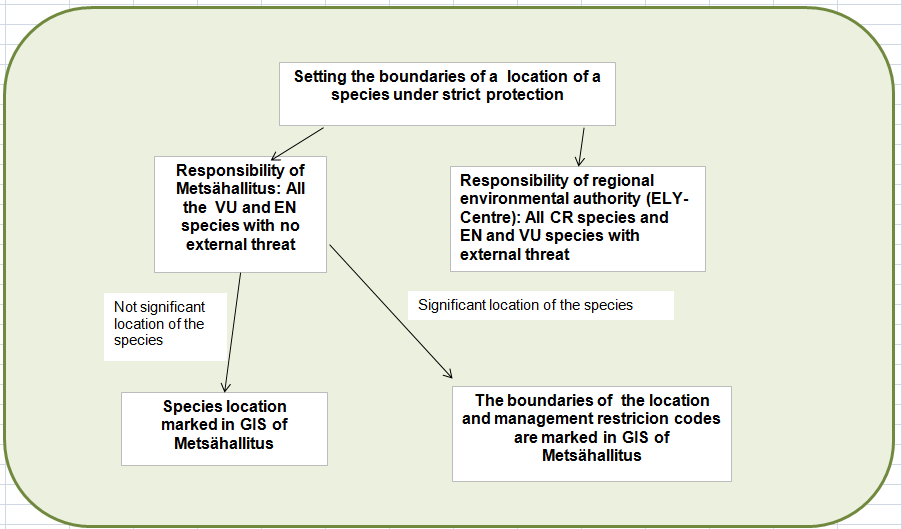 Setting the boundaries of a location of a
species under strict protection
Responsibility of
Metsähallitus: All
the VU and EN
species with no
external threat
Responsibility of regional
environmental authority (ELY-
Centre): All CR species and
EN and VU species with
external threat
Not significant
location of the
species
Significant location of the species
Species location
marked in GIS of
Metsähallitus
The boundaries of the location
and management restricion codes
are marked in GIS of
Metsähallitus